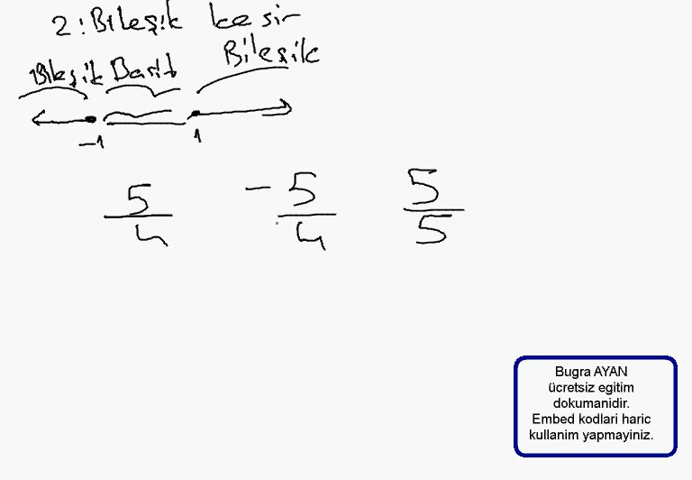 2: Bileşik kesir
Bileşik
Bileşik Basit
-1 1
5/4 -5/4 5/5
Bugra AYAN
ücretsiz egitim
dokumanidir.
Embed kodlari haric
kullanim yapmayiniz.